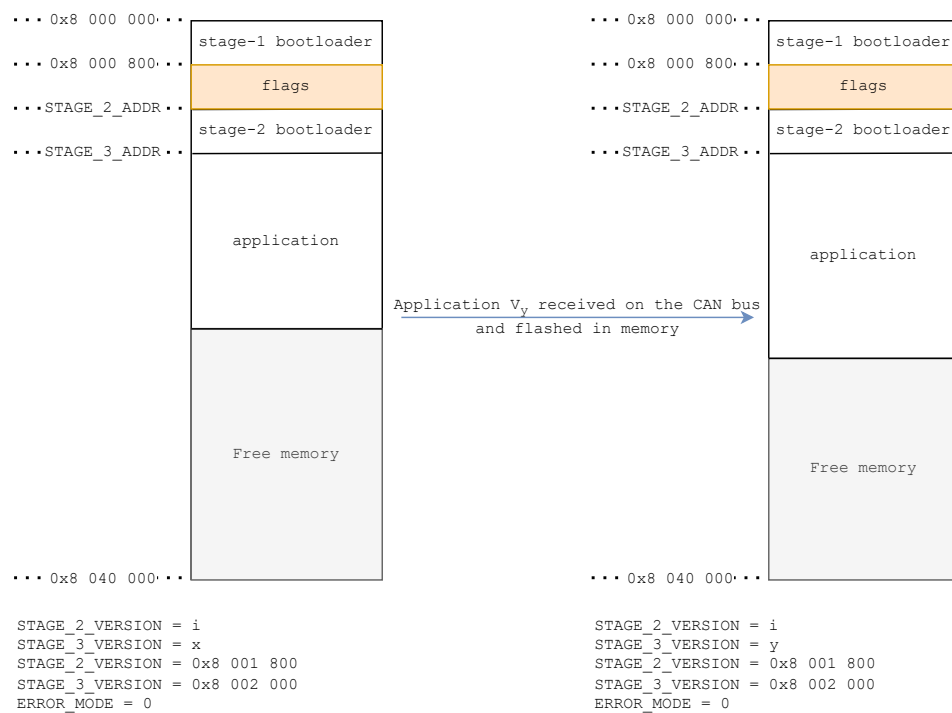 0x8 000 000
stage-1 bootloader
0x8 000 800
flags
STAGE_2_ADDR
stage-2 bootloader
STAGE_3_ADDR
application
Free memory
0x8 040 000
STAGE_2_VERSION = i
STAGE_3_VERSION = x
STAGE_2_VERSION = 0x8 001 800
STAGE_3_VERSION = 0x8 002 000
ERROR_MODE = 0
Application V_y received on the CAN bus
and flashed in memory
0x8 000 000
stage-1 bootloader
0x8 000 800
flags
STAGE_2_ADDR
stage-2 bootloader
STAGE_3_ADDR
application
Free memory
0x8 040 000
STAGE_2_VERSION = i
STAGE_3_VERSION = y
STAGE_2_VERSION = 0x8 001 800
STAGE_3_VERSION = 0x8 002 000
ERROR_MODE = 0